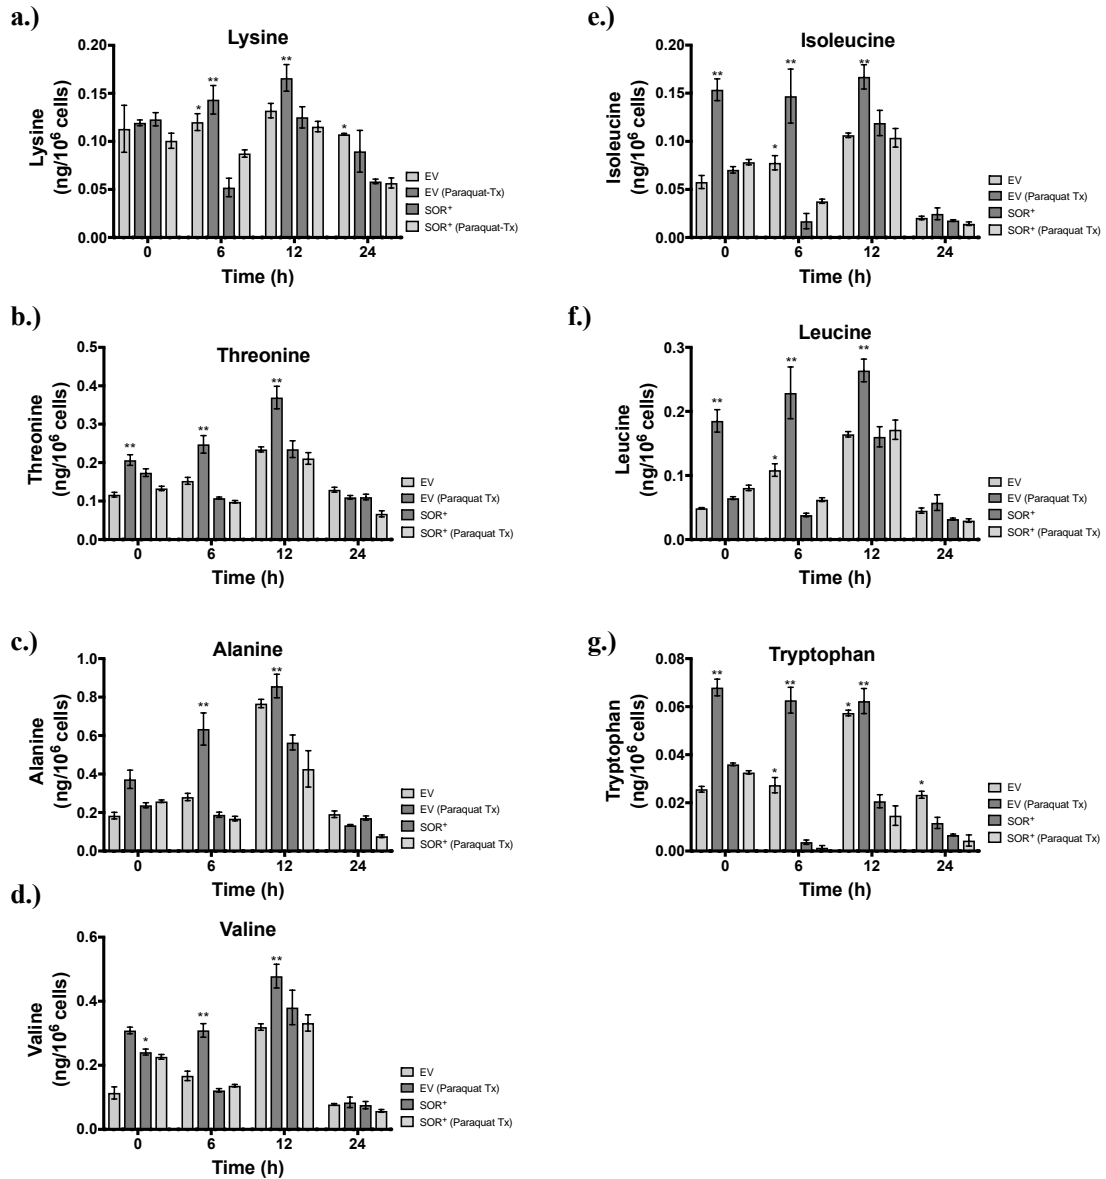 a.)
Lysine
0.20
0.15
0.10
0.05
0.00
Lysine
(ng/10⁶ cells)
* ** ** *
0 6 12 24
Time (h)
EV
EV (Paraquat-Tx)
SOR⁺
SOR⁺ (Paraquat-Tx)
b.)
Threonine
0.5
0.4
0.3
0.2
0.1
0.0
Threonine
(ng/10⁶ cells)
** ** **
0 6 12 24
Time (h)
EV
EV (Paraquat Tx)
SOR⁺
SOR⁺ (Paraquat Tx)
c.)
Alanine
1.0
0.8
0.6
0.4
0.2
0.0
Alanine
(ng/10⁶ cells)
** **
0 6 12 24
Time (h)
EV
EV (Paraquat Tx)
SOR⁺
SOR⁺ (Paraquat Tx)
d.)
Valine
0.6
0.4
0.2
0.0
Valine
(ng/10⁶ cells)
* ** **
0 6 12 24
Time (h)
EV
EV (Paraquat Tx)
SOR⁺
SOR⁺ (Paraquat Tx)
e.)
Isoleucine
0.20
0.15
0.10
0.05
0.00
Isoleucine
(ng/10⁶ cells)
** * ** **
0 6 12 24
Time (h)
EV
EV (Paraquat Tx)
SOR⁺
SOR⁺ (Paraquat Tx)
f.)
Leucine
0.3
0.2
0.1
0.0
Leucine
(ng/10⁶ cells)
** * ** **
0 6 12 24
Time (h)
EV
EV (Paraquat Tx)
SOR⁺
SOR⁺ (Paraquat Tx)
g.)
Tryptophan
0.08
0.06
0.04
0.02
0.00
Tryptophan
(ng/10⁶ cells)
** * ** * ** *
0 6 12 24
Time (h)
EV
EV (Paraquat Tx)
SOR⁺
SOR⁺ (Paraquat Tx)